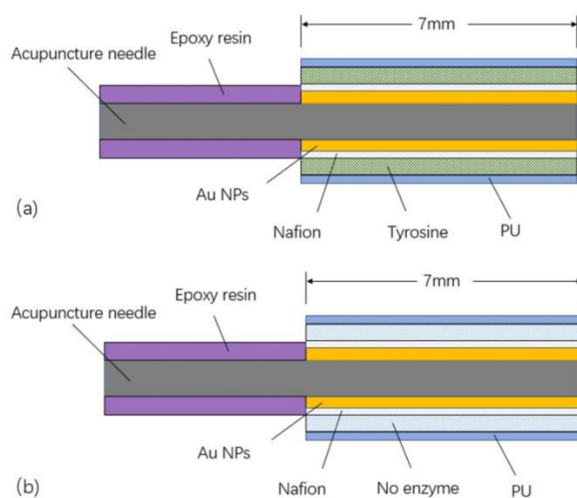 7mm
Epoxy resin
Acupuncture needle
Au NPs
(a)
Nafion
Tyrosine
PU
7mm
Epoxy resin
Acupuncture needle
Au NPs
(b)
Nafion
No enzyme
PU